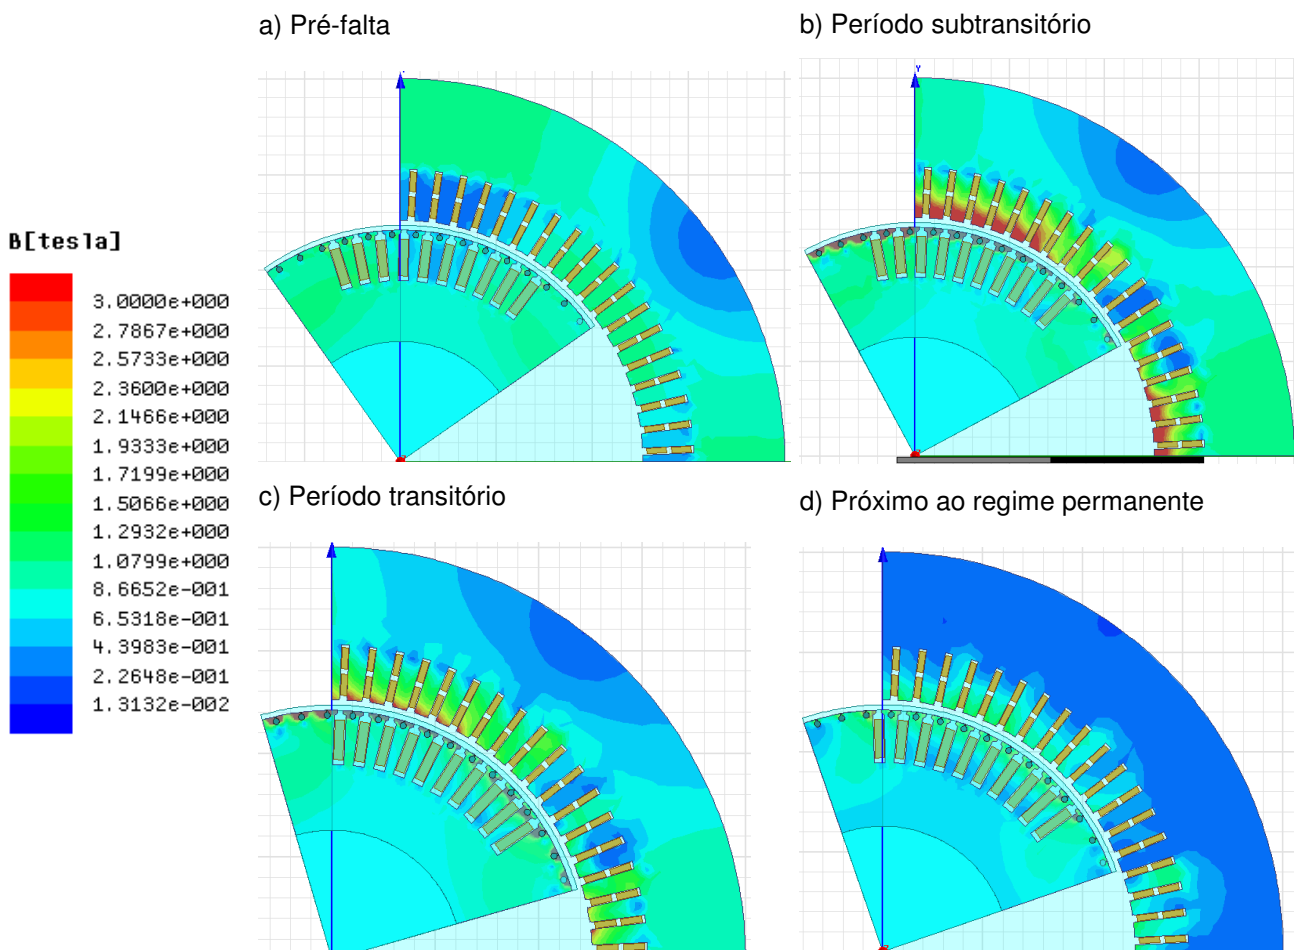 a) Pré-falta
b) Período subtransitório
Y
B[tesla]
3.0000e+000
2.7867e+000
2.5733e+000
2.3600e+000
2.1466e+000
1.9333e+000
1.7199e+000
1.5066e+000
1.2932e+000
1.0799e+000
8.6652e-001
6.5318e-001
4.3983e-001
2.2648e-001
1.3132e-002
c) Período transitório
d) Próximo ao regime permanente